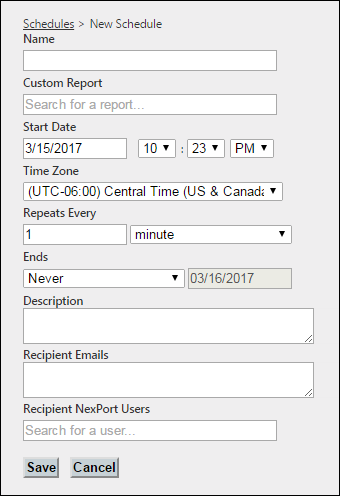 Schedules > New Schedule
Name
Custom Report
Search for a report...
Start Date
3/15/2017 10 : 23 PM
Time Zone
(UTC-06:00) Central Time (US & Canada
Repeats Every
1 minute
Ends
Never 03/16/2017
Description
Recipient Emails
Recipient NexPort Users
Search for a user...
Save Cancel